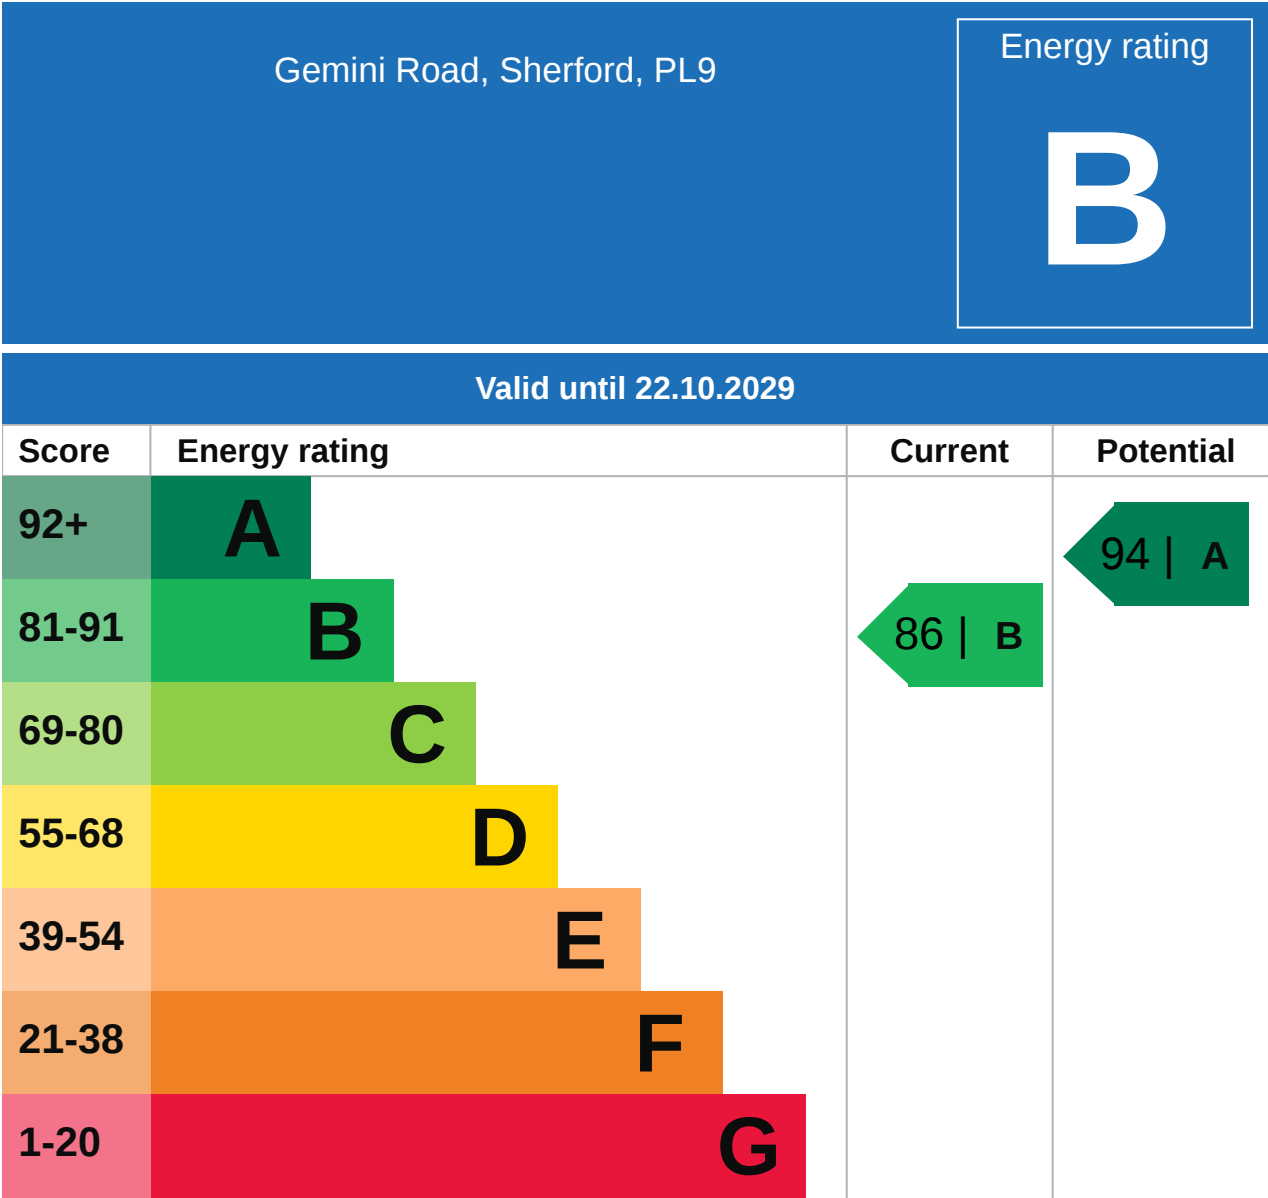 Gemini Road, Sherford, PL9
Energy rating
B
Valid until 22.10.2029
Score Energy rating Current Potential
92+ A 94 | A
81-91 B 86 | B
69-80 C
55-68 D
39-54 E
21-38 F
1-20 G